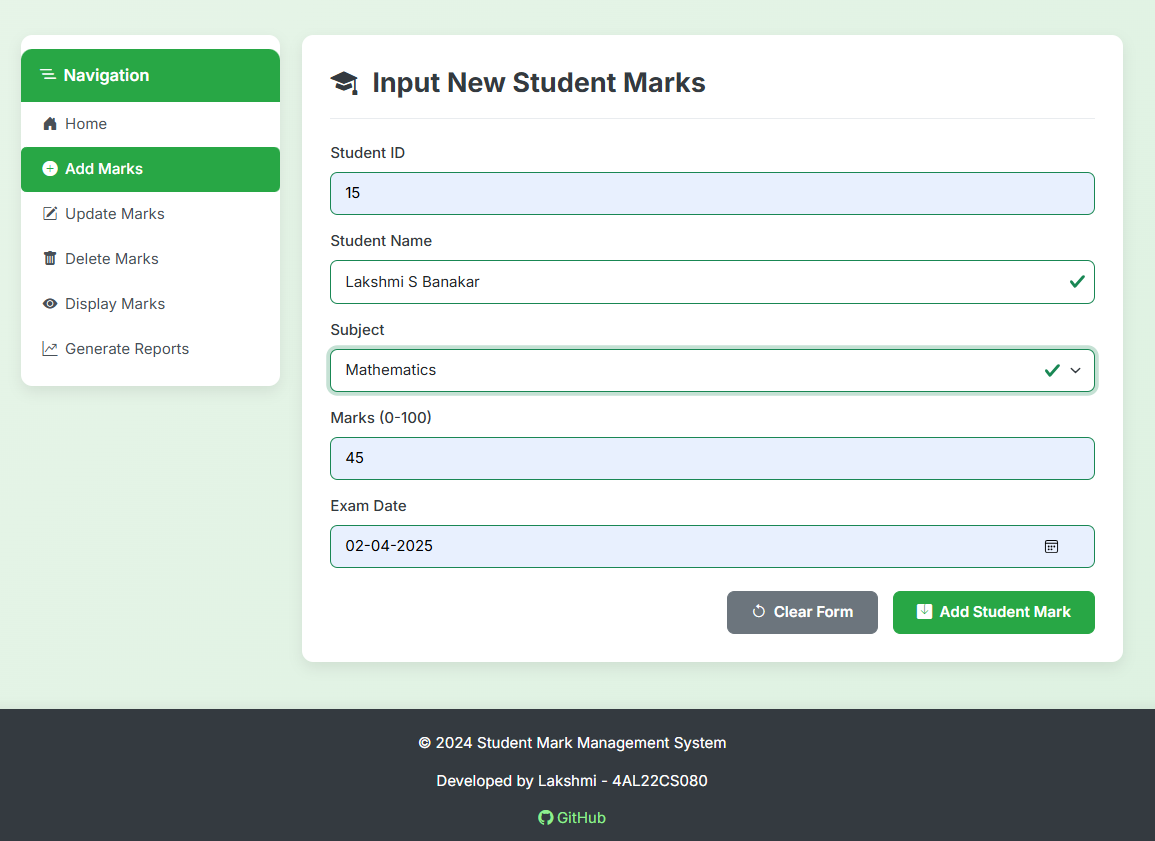 Navigation
Home
Add Marks
Update Marks
Delete Marks
Display Marks
Generate Reports
Input New Student Marks
Student ID
15
Student Name
Lakshmi S Banakar
Subject
Mathematics
Marks (0-100)
45
Exam Date
02-04-2025
Clear Form
Add Student Mark
© 2024 Student Mark Management System
Developed by Lakshmi - 4AL22CS080
GitHub